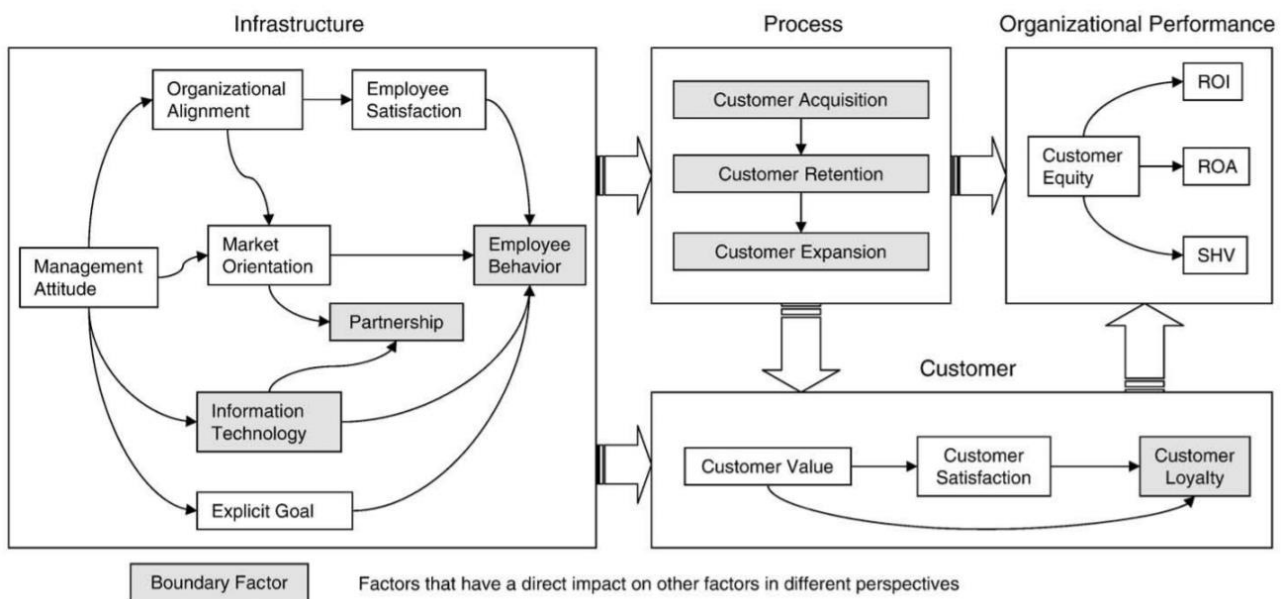 Infrastructure
Process
Organizational Performance
Organizational
Alignment
Employee
Satisfaction
Management
Attitude
Market
Orientation
Employee
Behavior
Partnership
Information
Technology
Explicit Goal
Customer Acquisition
Customer Retention
Customer Expansion
Customer
Equity
ROI
ROA
SHV
Customer
Customer Value
Customer
Satisfaction
Customer
Loyalty
Boundary Factor
Factors that have a direct impact on other factors in different perspectives